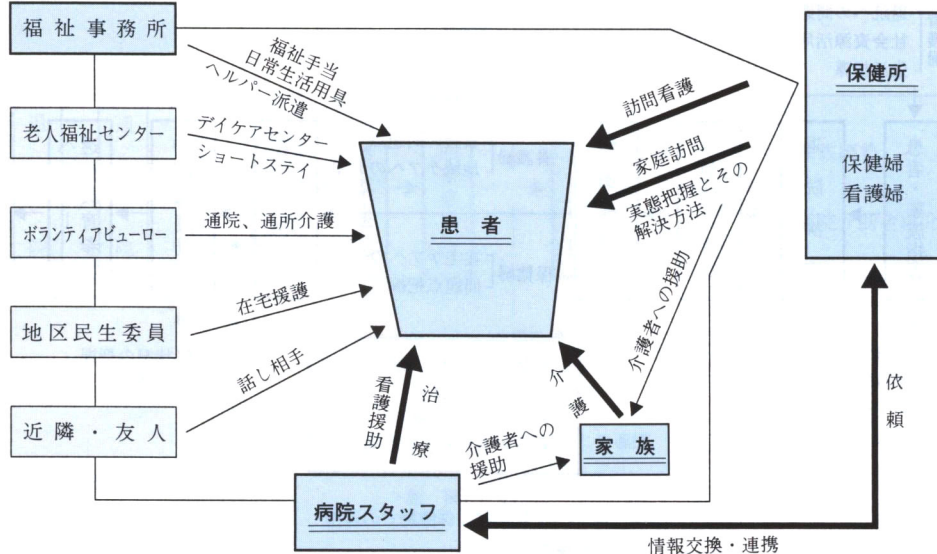 福祉事務所
福祉手当
日常生活用具
ヘルパー派遣
老人福祉センター
デイケアセンター
ショートステイ
ボランティアビューロー
通院、通所介護
地区民生委員
在宅援護
近隣・友人
話し相手
患者
訪問看護
家庭訪問
実態把握とその
解決方法
介護者への援助
保健所
保健婦
看護婦
依頼
看護援助
治療
介護
介護者への
援助
家族
病院スタッフ
情報交換・連携
社会資源活